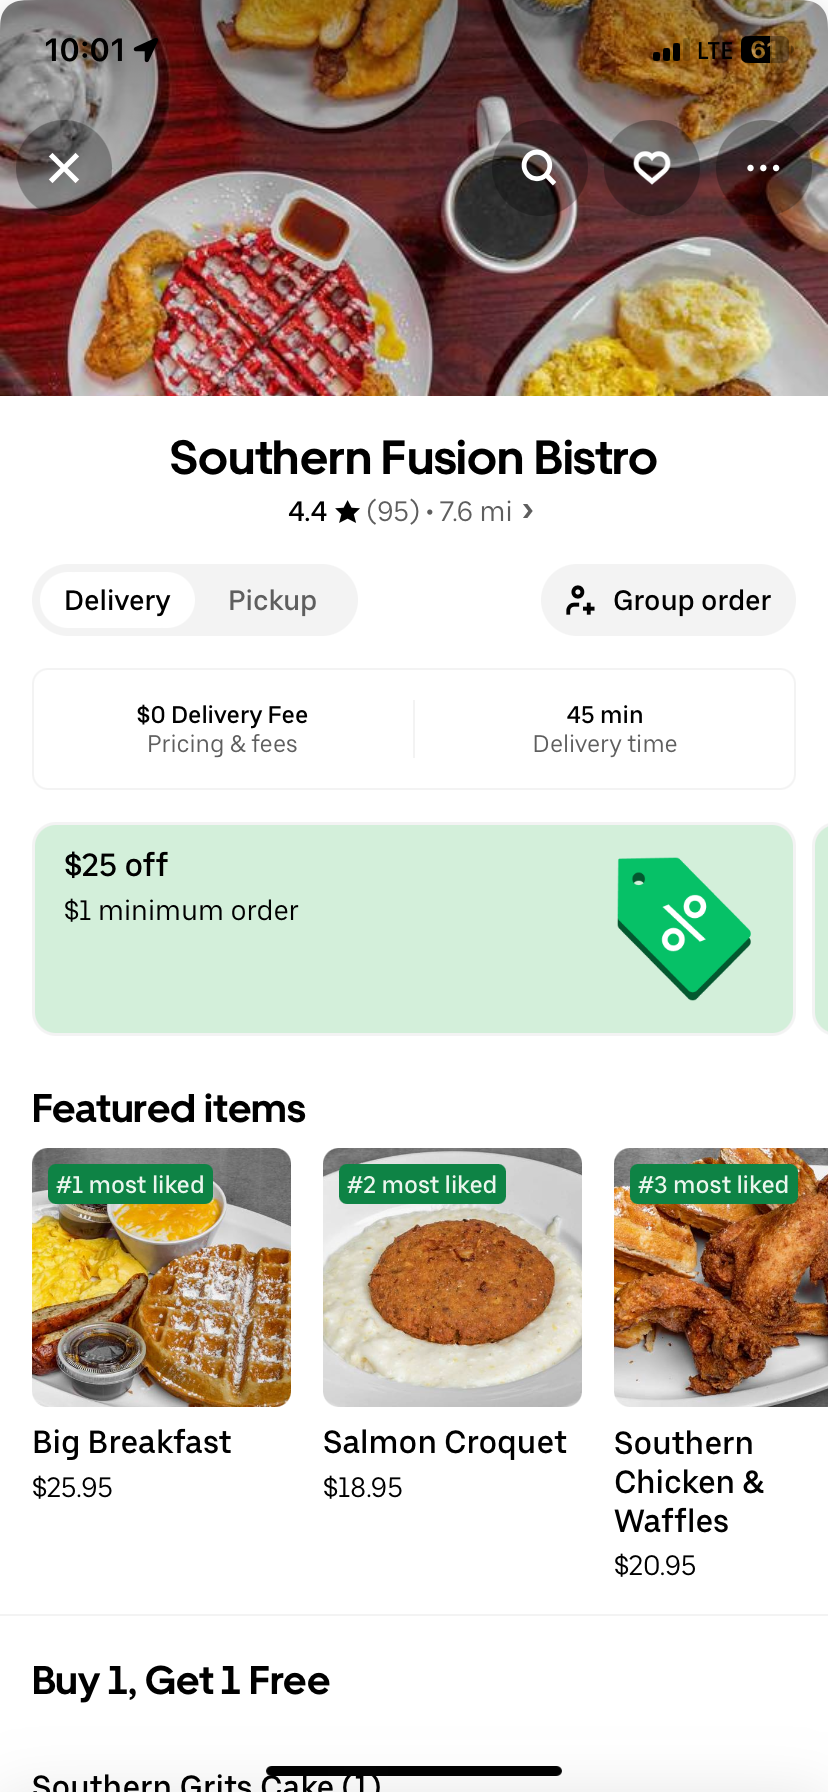 10:01
LTE 61
Southern Fusion Bistro
4.4 ★ (95) • 7.6 mi ›
Delivery
Pickup
Group order
$0 Delivery Fee
Pricing & fees
45 min
Delivery time
$25 off
$1 minimum order
%
Featured items
#1 most liked
#2 most liked
#3 most liked
Big Breakfast
$25.95
Salmon Croquet
$18.95
Southern
Chicken &
Waffles
$20.95
Buy 1, Get 1 Free
Southern Grits Cake (1)